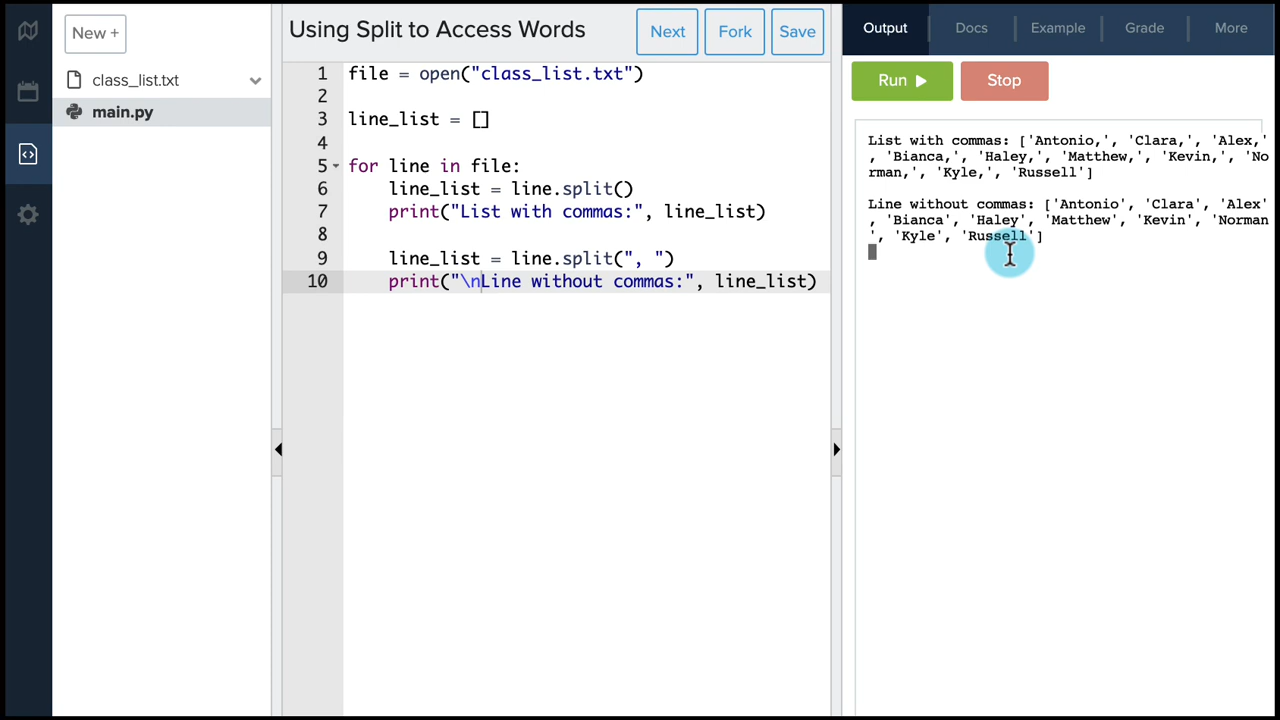 New +
class_list.txt
main.py
Using Split to Access Words
Next
Fork
Save
1 file = open("class_list.txt")
2
3 line_list = []
4
5 for line in file:
6 line_list = line.split()
7 print("List with commas:", line_list)
8
9 line_list = line.split(", ")
10 print("\nLine without commas:", line_list)
Output
Docs
Example
Grade
More
Run
Stop
List with commas: ['Antonio,', 'Clara,', 'Alex,'
, 'Bianca,', 'Haley,', 'Matthew,', 'Kevin,', 'No
rman,', 'Kyle,', 'Russell']
Line without commas: ['Antonio', 'Clara', 'Alex'
, 'Bianca', 'Haley', 'Matthew', 'Kevin', 'Norman
', 'Kyle', 'Russell']